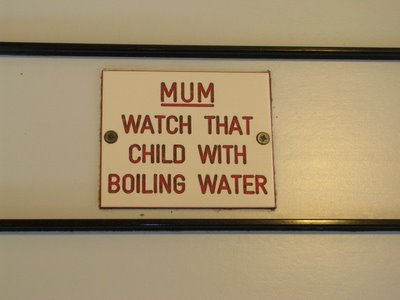 MUM
WATCH THAT
CHILD WITH
BOILING WATER